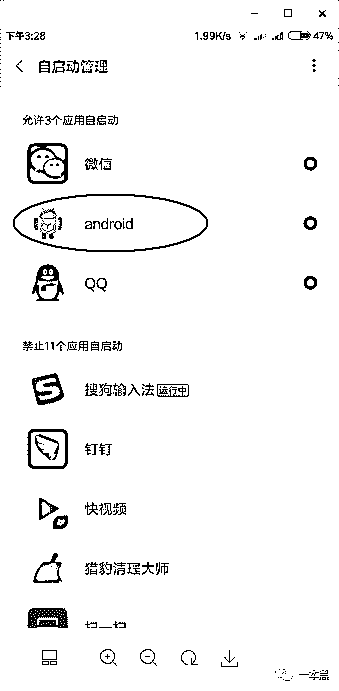 下午3:28 1.99K/s 47%
自启动管理
允许3个应用自启动
微信
android
QQ
禁止11个应用自启动
搜狗输入法 运行中
钉钉
快视频
猎豹清理大师
扫一扫
一本黑